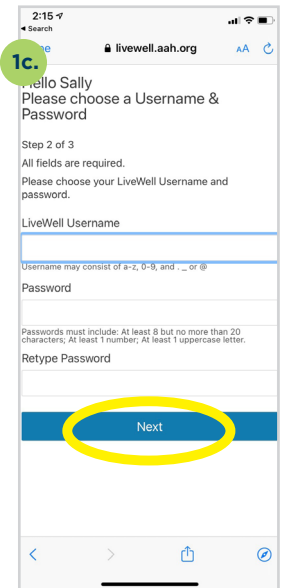 2:15
Search
livewell.aah.org AA
1c.
Hello Sally
Please choose a Username &
Password
Step 2 of 3
All fields are required.
Please choose your LiveWell Username and
password.
LiveWell Username
Username may consist of a-z, 0-9, and . _ or @
Password
Passwords must include: At least 8 but no more than 20
characters; At least 1 number; At least 1 uppercase letter.
Retype Password
Next